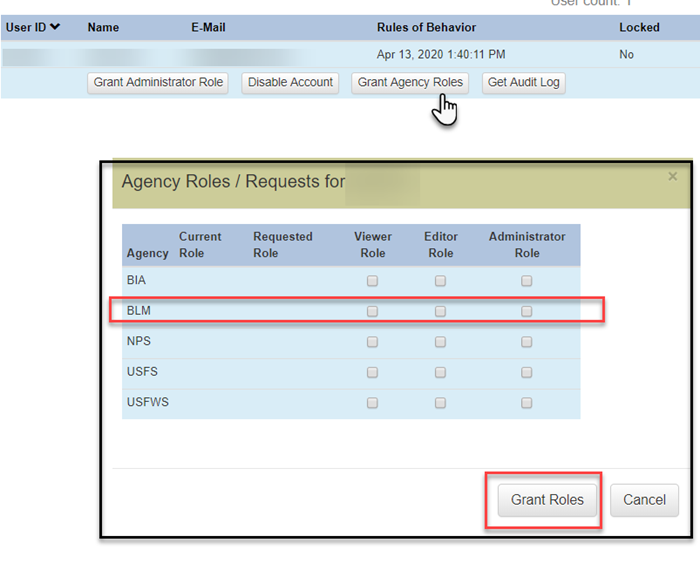 User count: 1
User ID Name E-Mail Rules of Behavior Locked
Apr 13, 2020 1:40:11 PM No
Grant Administrator Role Disable Account Grant Agency Roles Get Audit Log
Agency Roles / Requests for ×
Agency Current Role Requested Role Viewer Role Editor Role Administrator Role
BIA
BLM
NPS
USFS
USFWS
Grant Roles Cancel